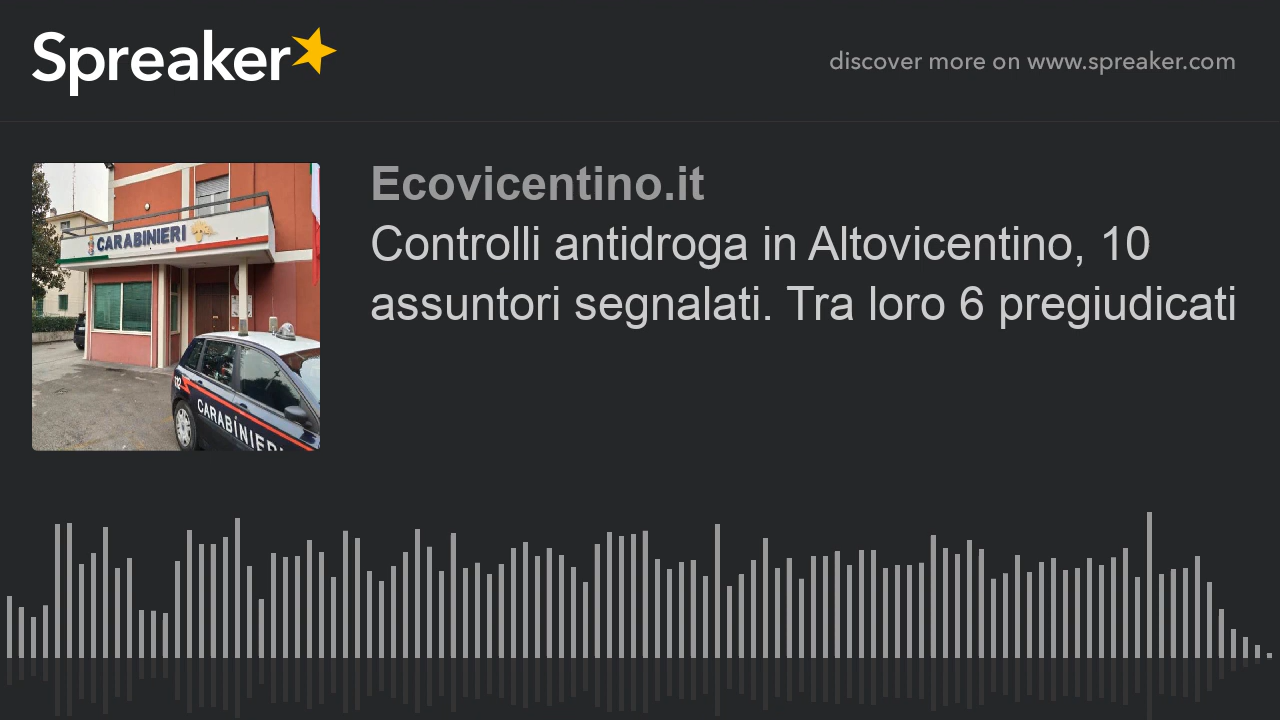 Spreaker
discover more on www.spreaker.com
Ecovicentino.it
Controlli antidroga in Altovicentino, 10
assuntori segnalati. Tra loro 6 pregiudicati
CARABINIERI
112
CARABINIERI